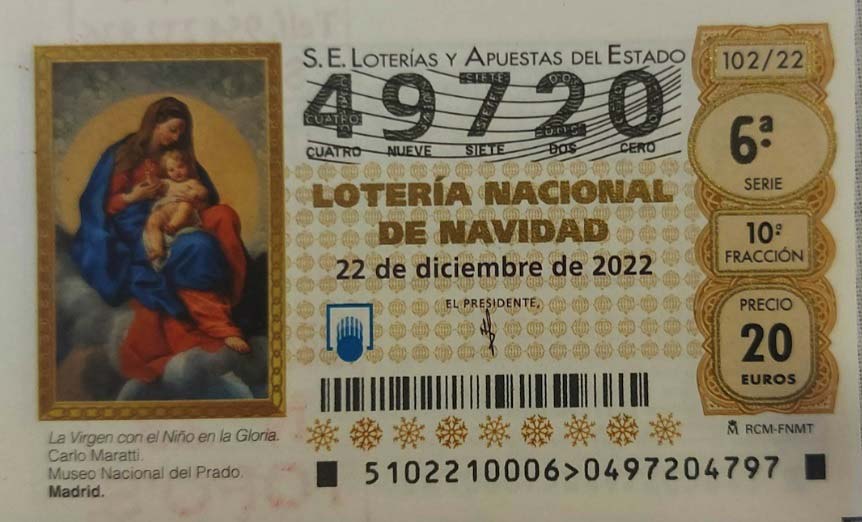 S.E. LOTERÍAS Y APUESTAS DEL ESTADO
49720
CUATRO NUEVE SIETE DOS CERO
LOTERÍA NACIONAL
DE NAVIDAD
22 de diciembre de 2022
EL PRESIDENTE,
102/22
6ª
SERIE
10ª
FRACCIÓN
PRECIO
20
EUROS
RCM-FNMT
La Virgen con el Niño en la Gloria.
Carlo Maratti.
Museo Nacional del Prado.
Madrid.
5102210006>0497204797